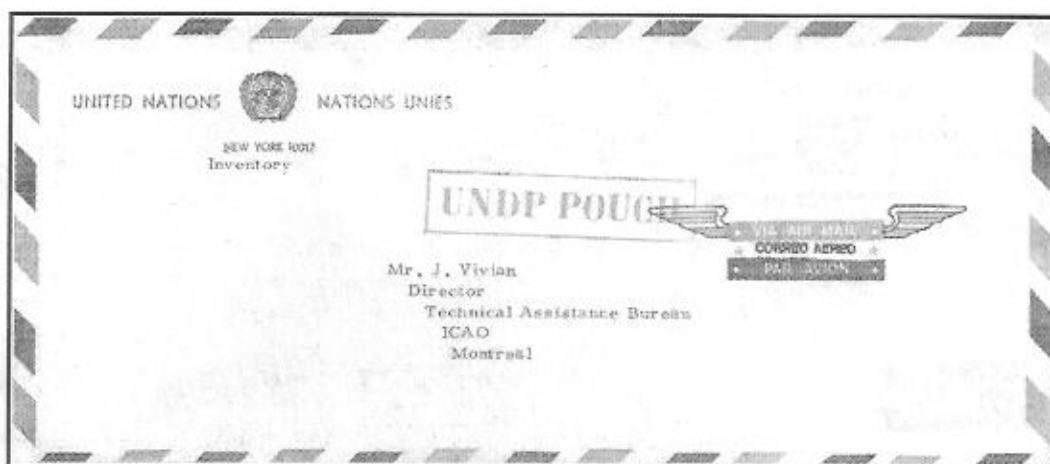 UNITED NATIONS NATIONS UNIES
NEW YORK 10017
Inventory
UNDP POUCH
VIA AIR MAIL
CORREO AEREO
PAR AVION
Mr. J. Vivian
Director
Technical Assistance Bureau
ICAO
Montreal